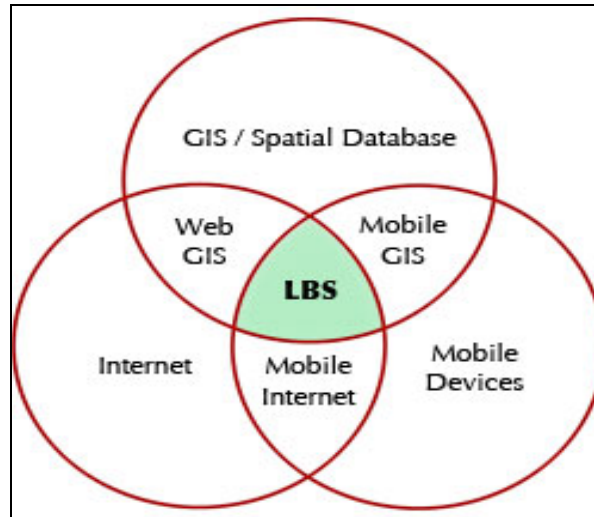 GIS / Spatial Database
Web
GIS
Mobile
GIS
LBS
Internet
Mobile
Internet
Mobile
Devices